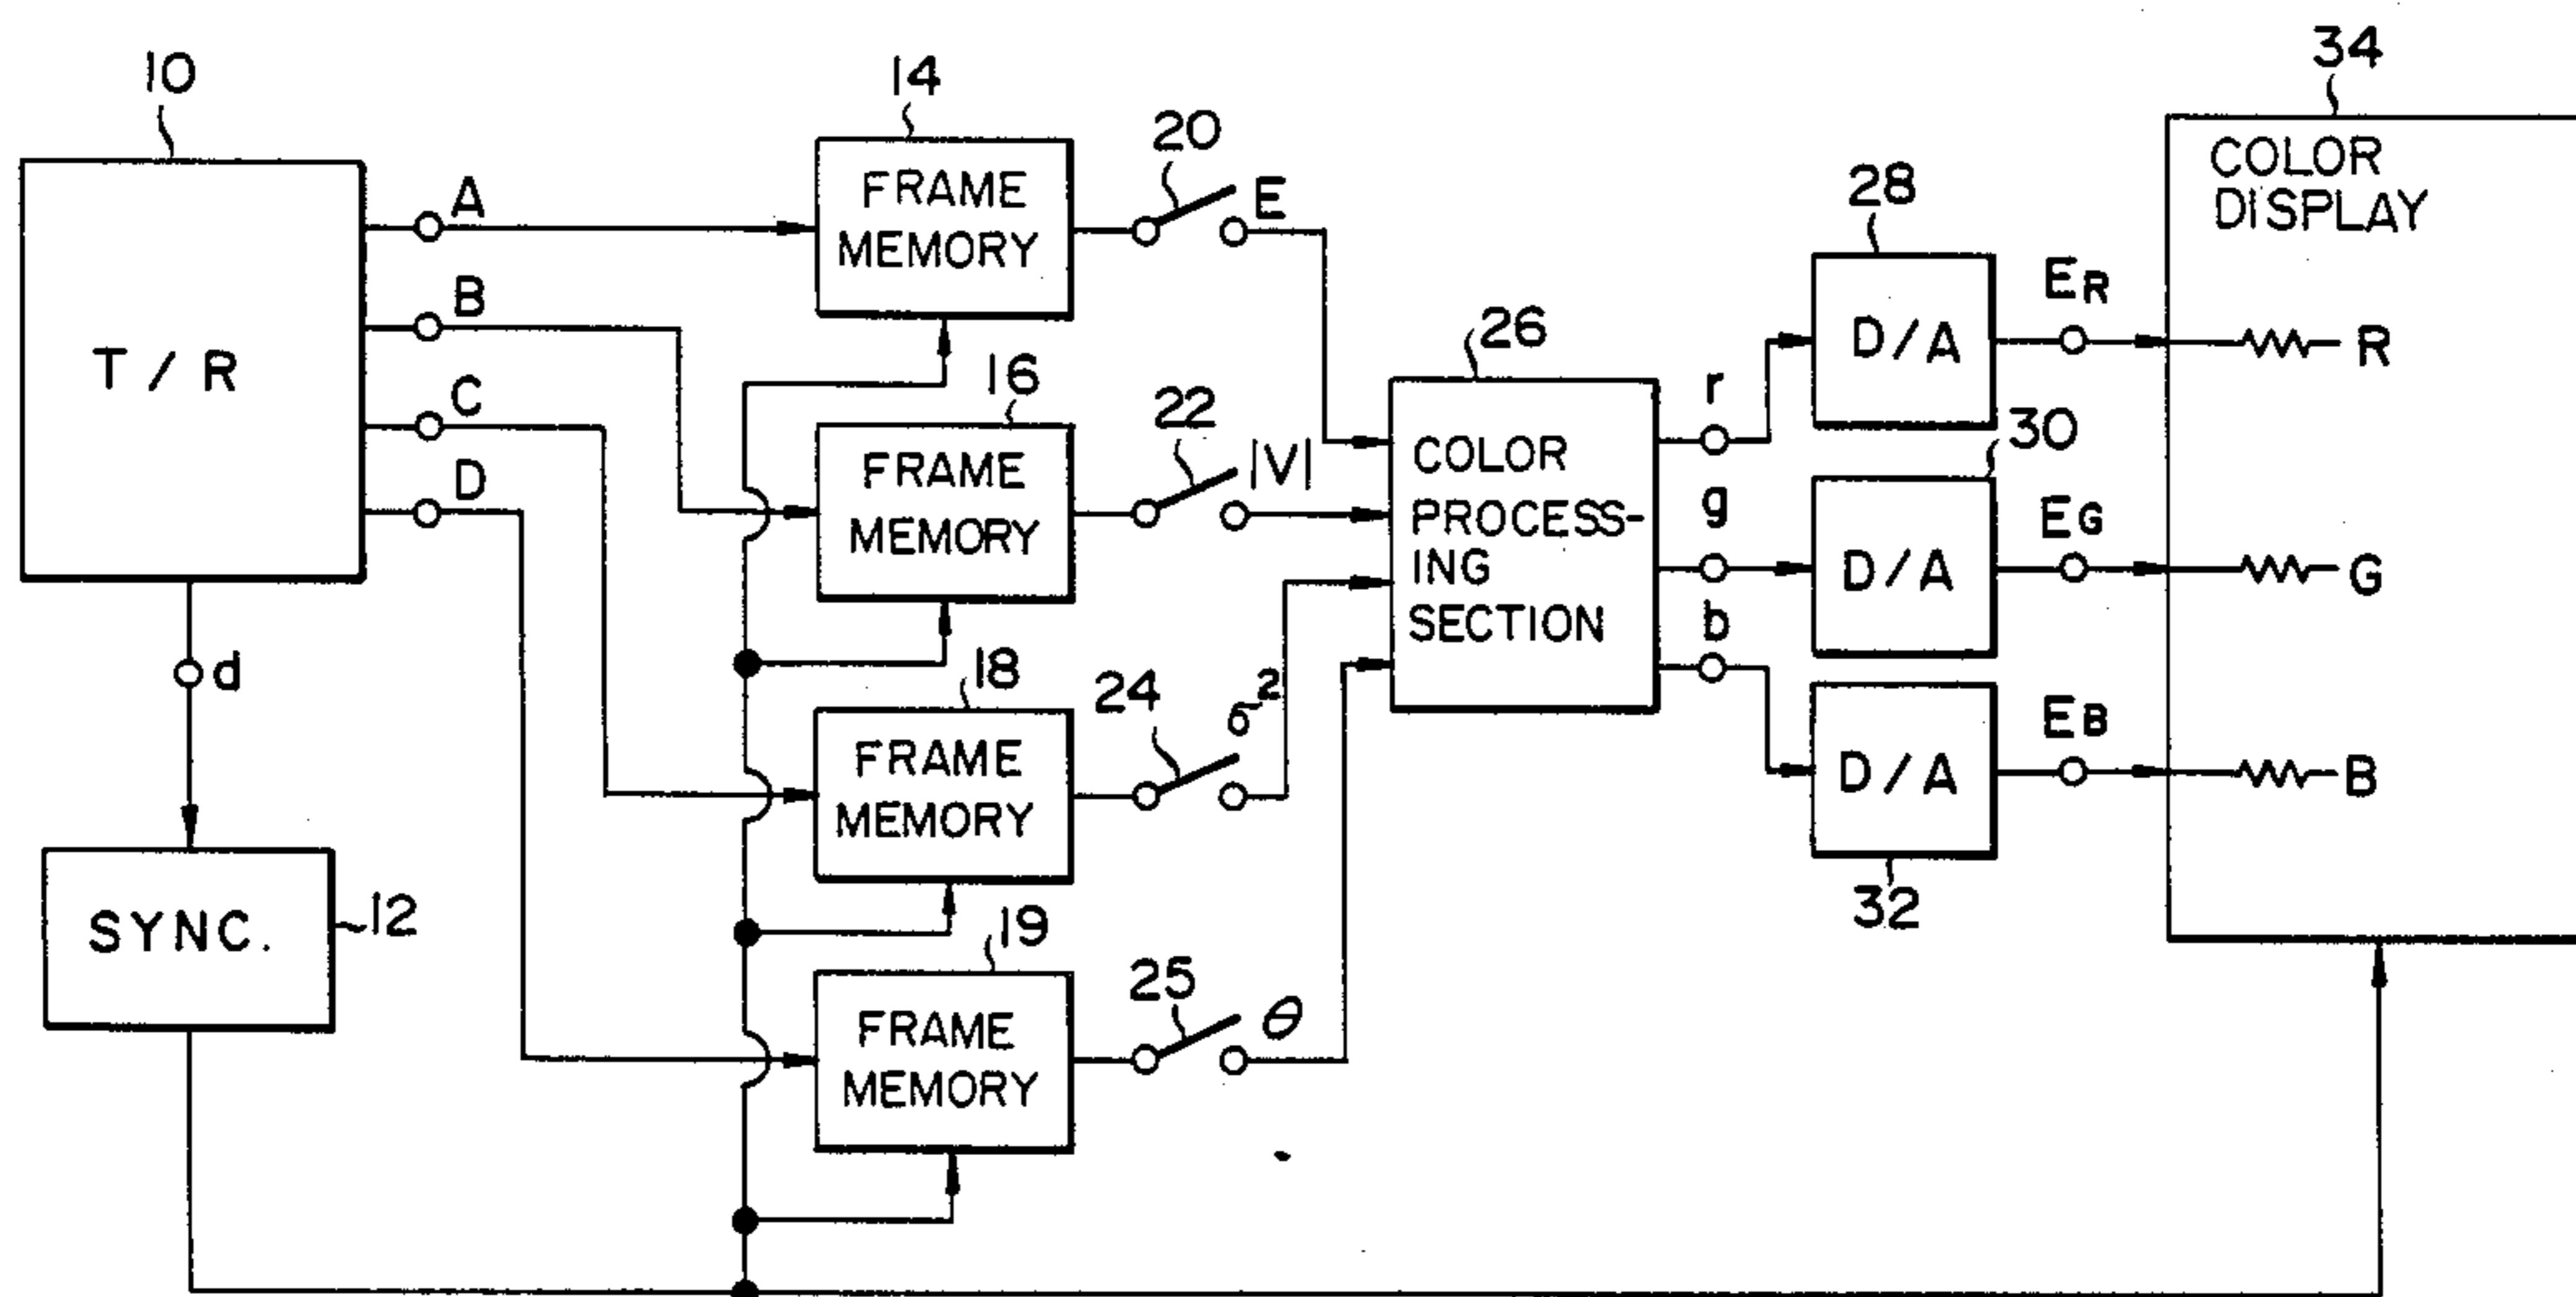 10
T / R
A
B
C
D
d
SYNC.
12
14
FRAME
MEMORY
16
FRAME
MEMORY
18
FRAME
MEMORY
19
FRAME
MEMORY
20
E
22
|V|
24
σ²
25
θ
26
COLOR
PROCESS-
ING
SECTION
r
g
b
28
D/A
30
D/A
D/A
32
ER
EG
EB
34
COLOR
DISPLAY
R
G
B